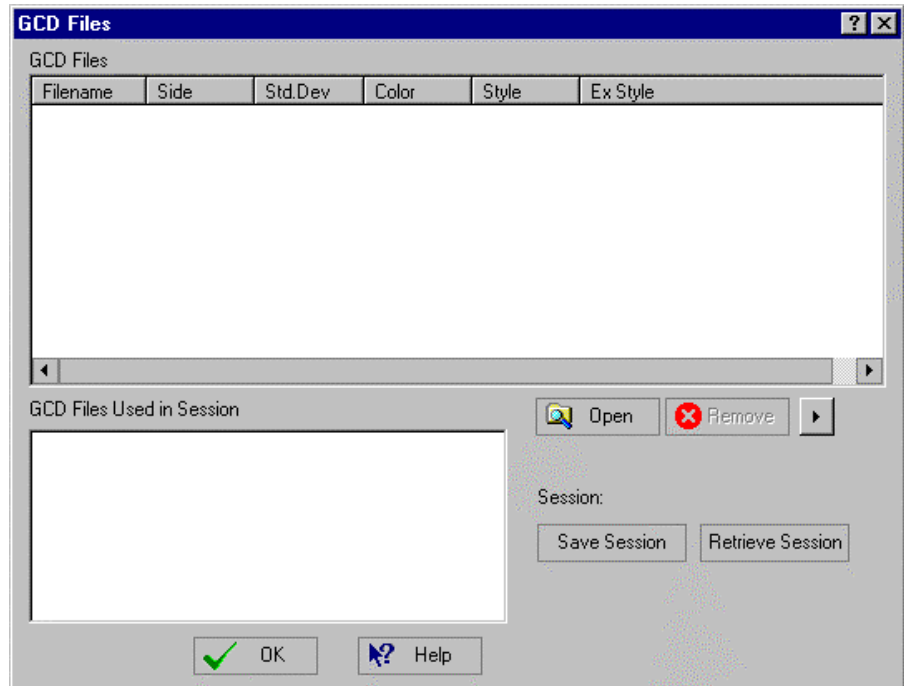 GCD Files
GCD Files
Filename Side Std.Dev Color Style Ex Style
GCD Files Used in Session
Open Remove
Session:
Save Session Retrieve Session
OK Help